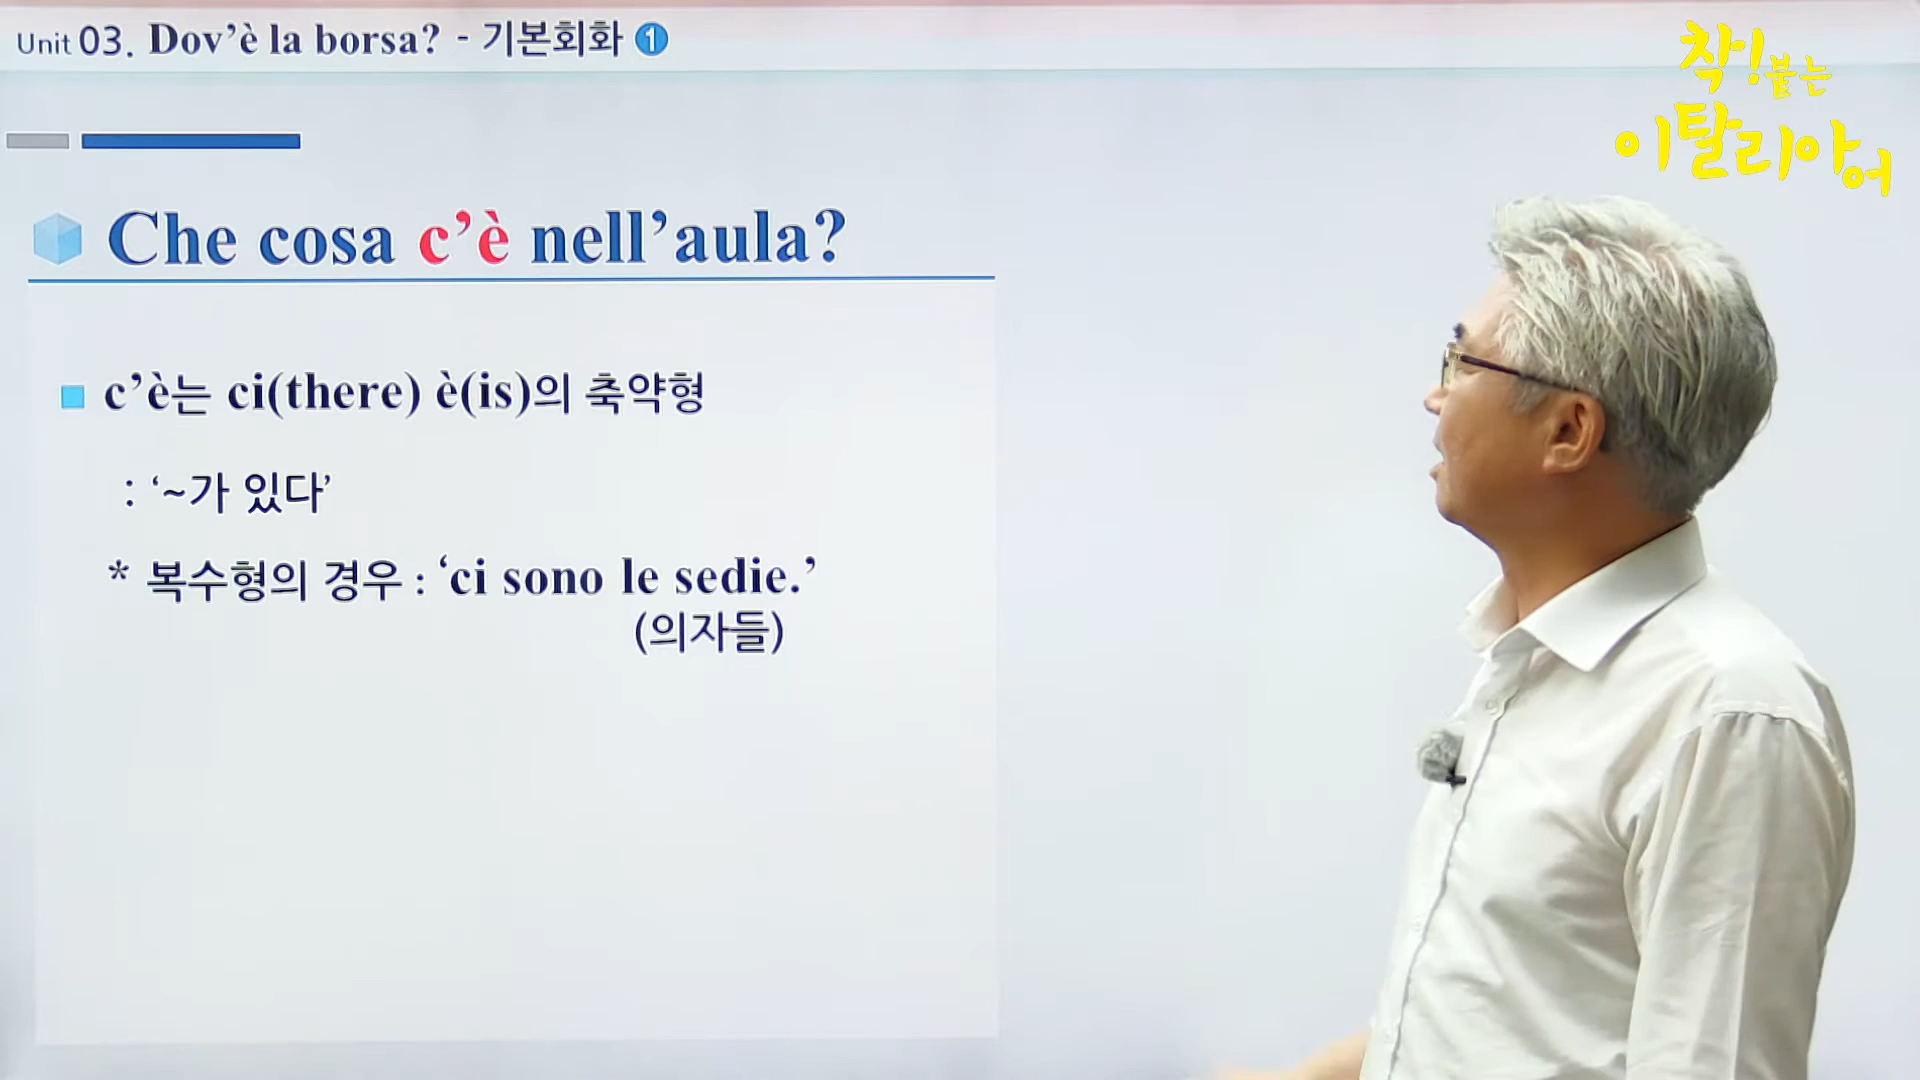 Unit 03. Dov’è la borsa? - 기본회화 1
착! 붙는
이탈리아어
Che cosa c’è nell’aula?
c’è는 ci(there) è(is)의 축약형
: ‘~가 있다’
* 복수형의 경우 : ‘ci sono le sedie.’
(의자들)